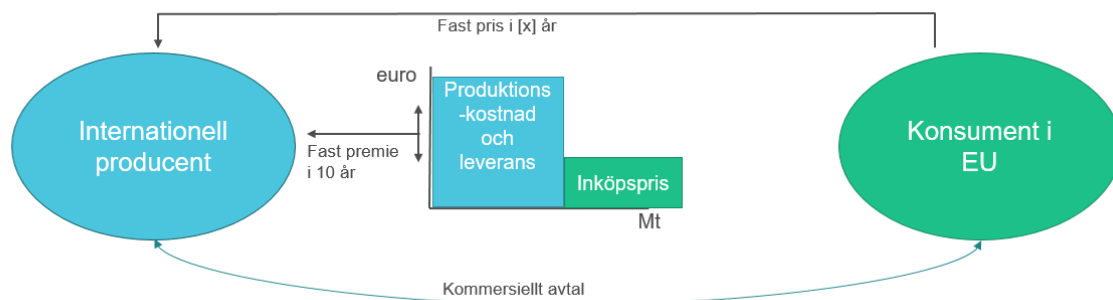 Fast pris i [x] år
euro
Produktions
-kostnad
och
leverans
Internationell
producent
Fast premie
i 10 år
Inköpspris
Mt
Konsument i
EU
Kommersiellt avtal